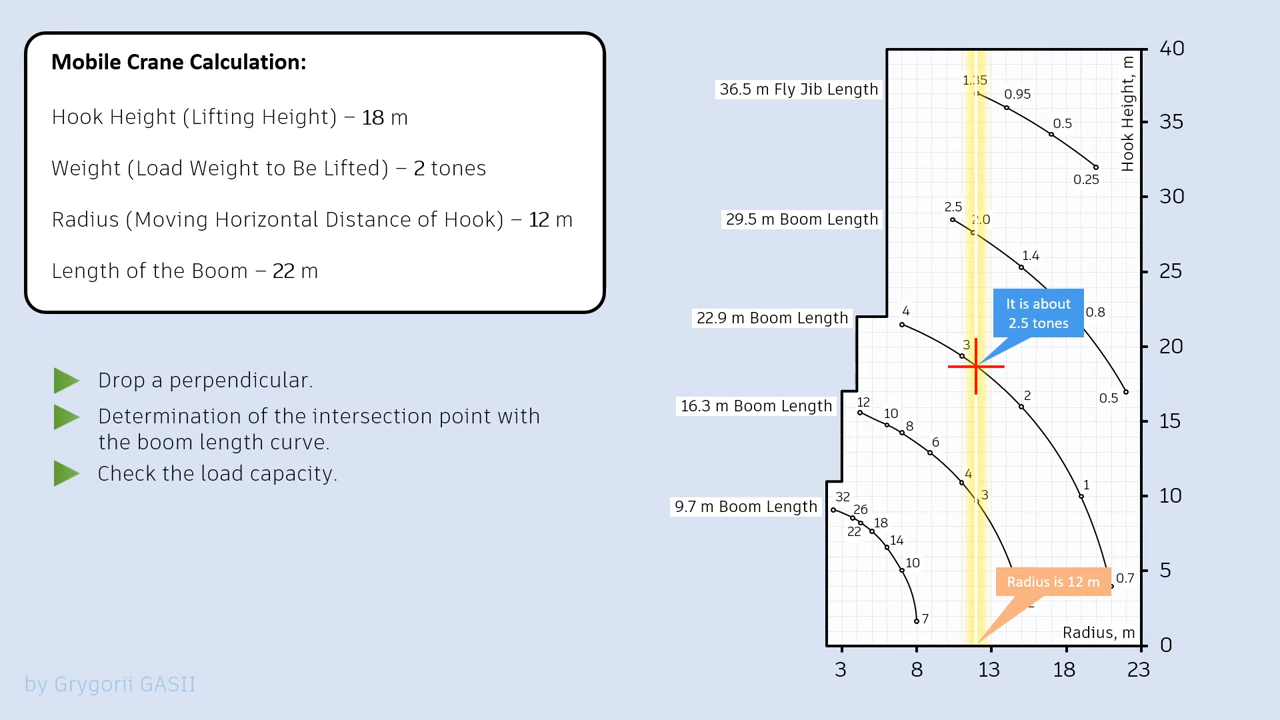 Mobile Crane Calculation:
Hook Height (Lifting Height) – 18 m
Weight (Load Weight to Be Lifted) – 2 tones
Radius (Moving Horizontal Distance of Hook) – 12 m
Length of the Boom – 22 m
Drop a perpendicular.
Determination of the intersection point with
the boom length curve.
Check the load capacity.
by Grygorii GASII
36.5 m Fly Jib Length
29.5 m Boom Length
22.9 m Boom Length
16.3 m Boom Length
9.7 m Boom Length
1.35
0.95
0.5
0.25
2.5
2.0
1.4
0.8
0.5
4
3
2
1
0.7
12
10
8
6
4
3
32
26
22
18
14
10
7
It is about
2.5 tones
Radius is 12 m
Hook Height, m
Radius, m
40
35
30
25
20
15
10
5
0
3
8
13
18
23